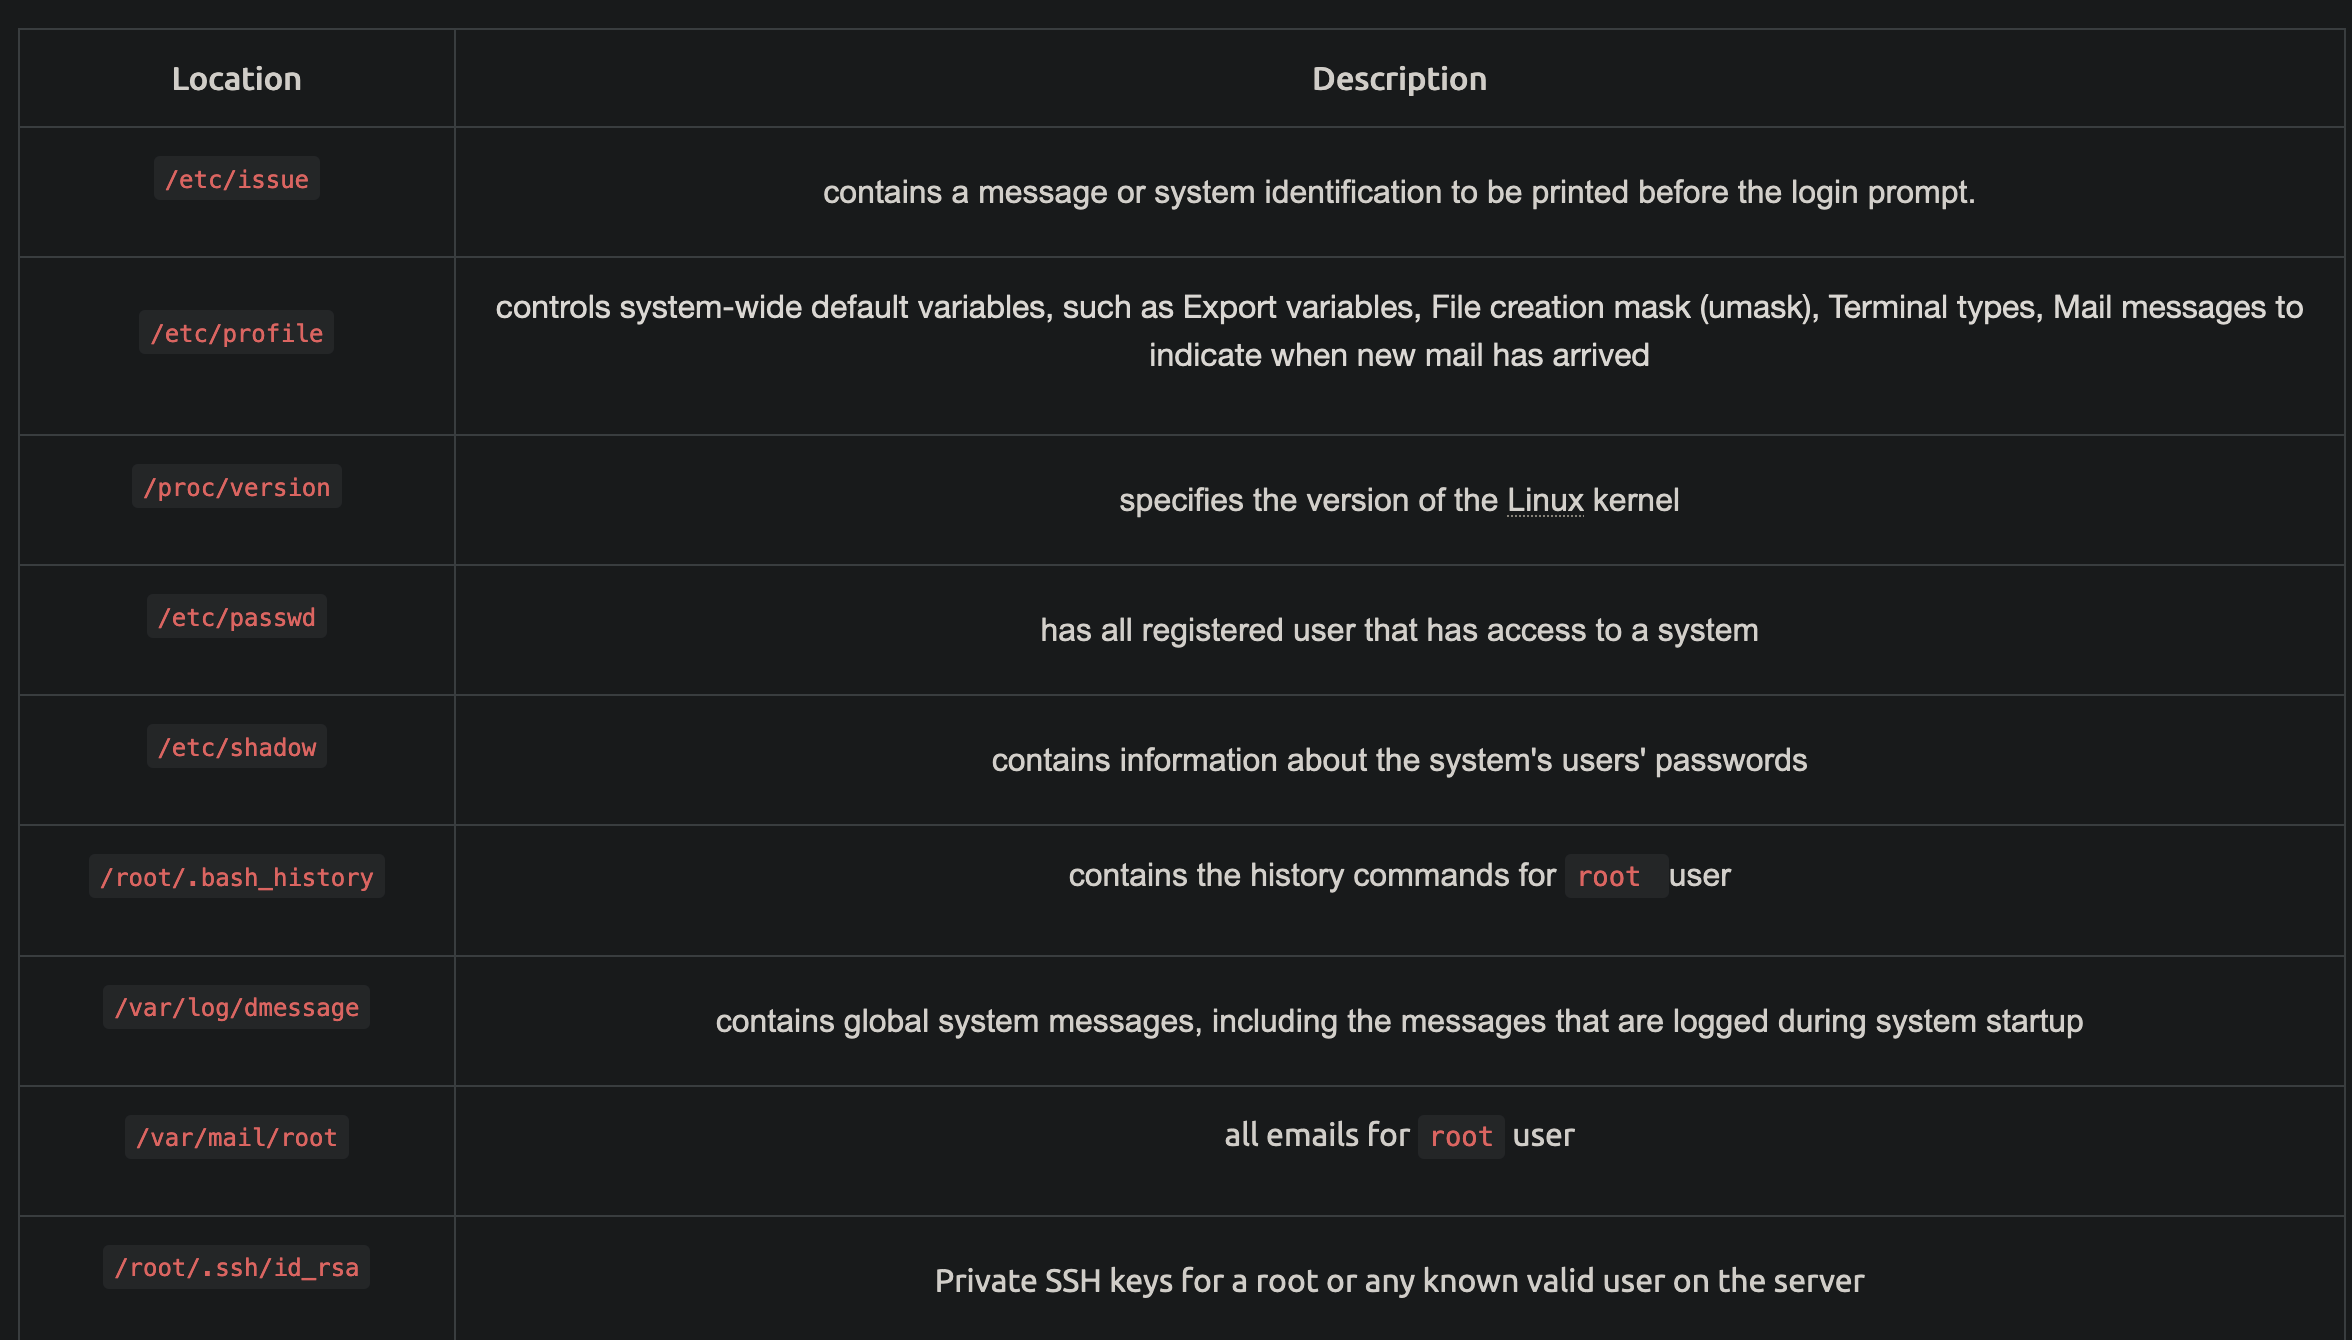 Location Description
/etc/issue contains a message or system identification to be printed before the login prompt.
/etc/profile controls system-wide default variables, such as Export variables, File creation mask (umask), Terminal types, Mail messages to
indicate when new mail has arrived
/proc/version specifies the version of the Linux kernel
/etc/passwd has all registered user that has access to a system
/etc/shadow contains information about the system's users' passwords
/root/.bash_history contains the history commands for root user
/var/log/dmessage contains global system messages, including the messages that are logged during system startup
/var/mail/root all emails for root user
/root/.ssh/id_rsa Private SSH keys for a root or any known valid user on the server